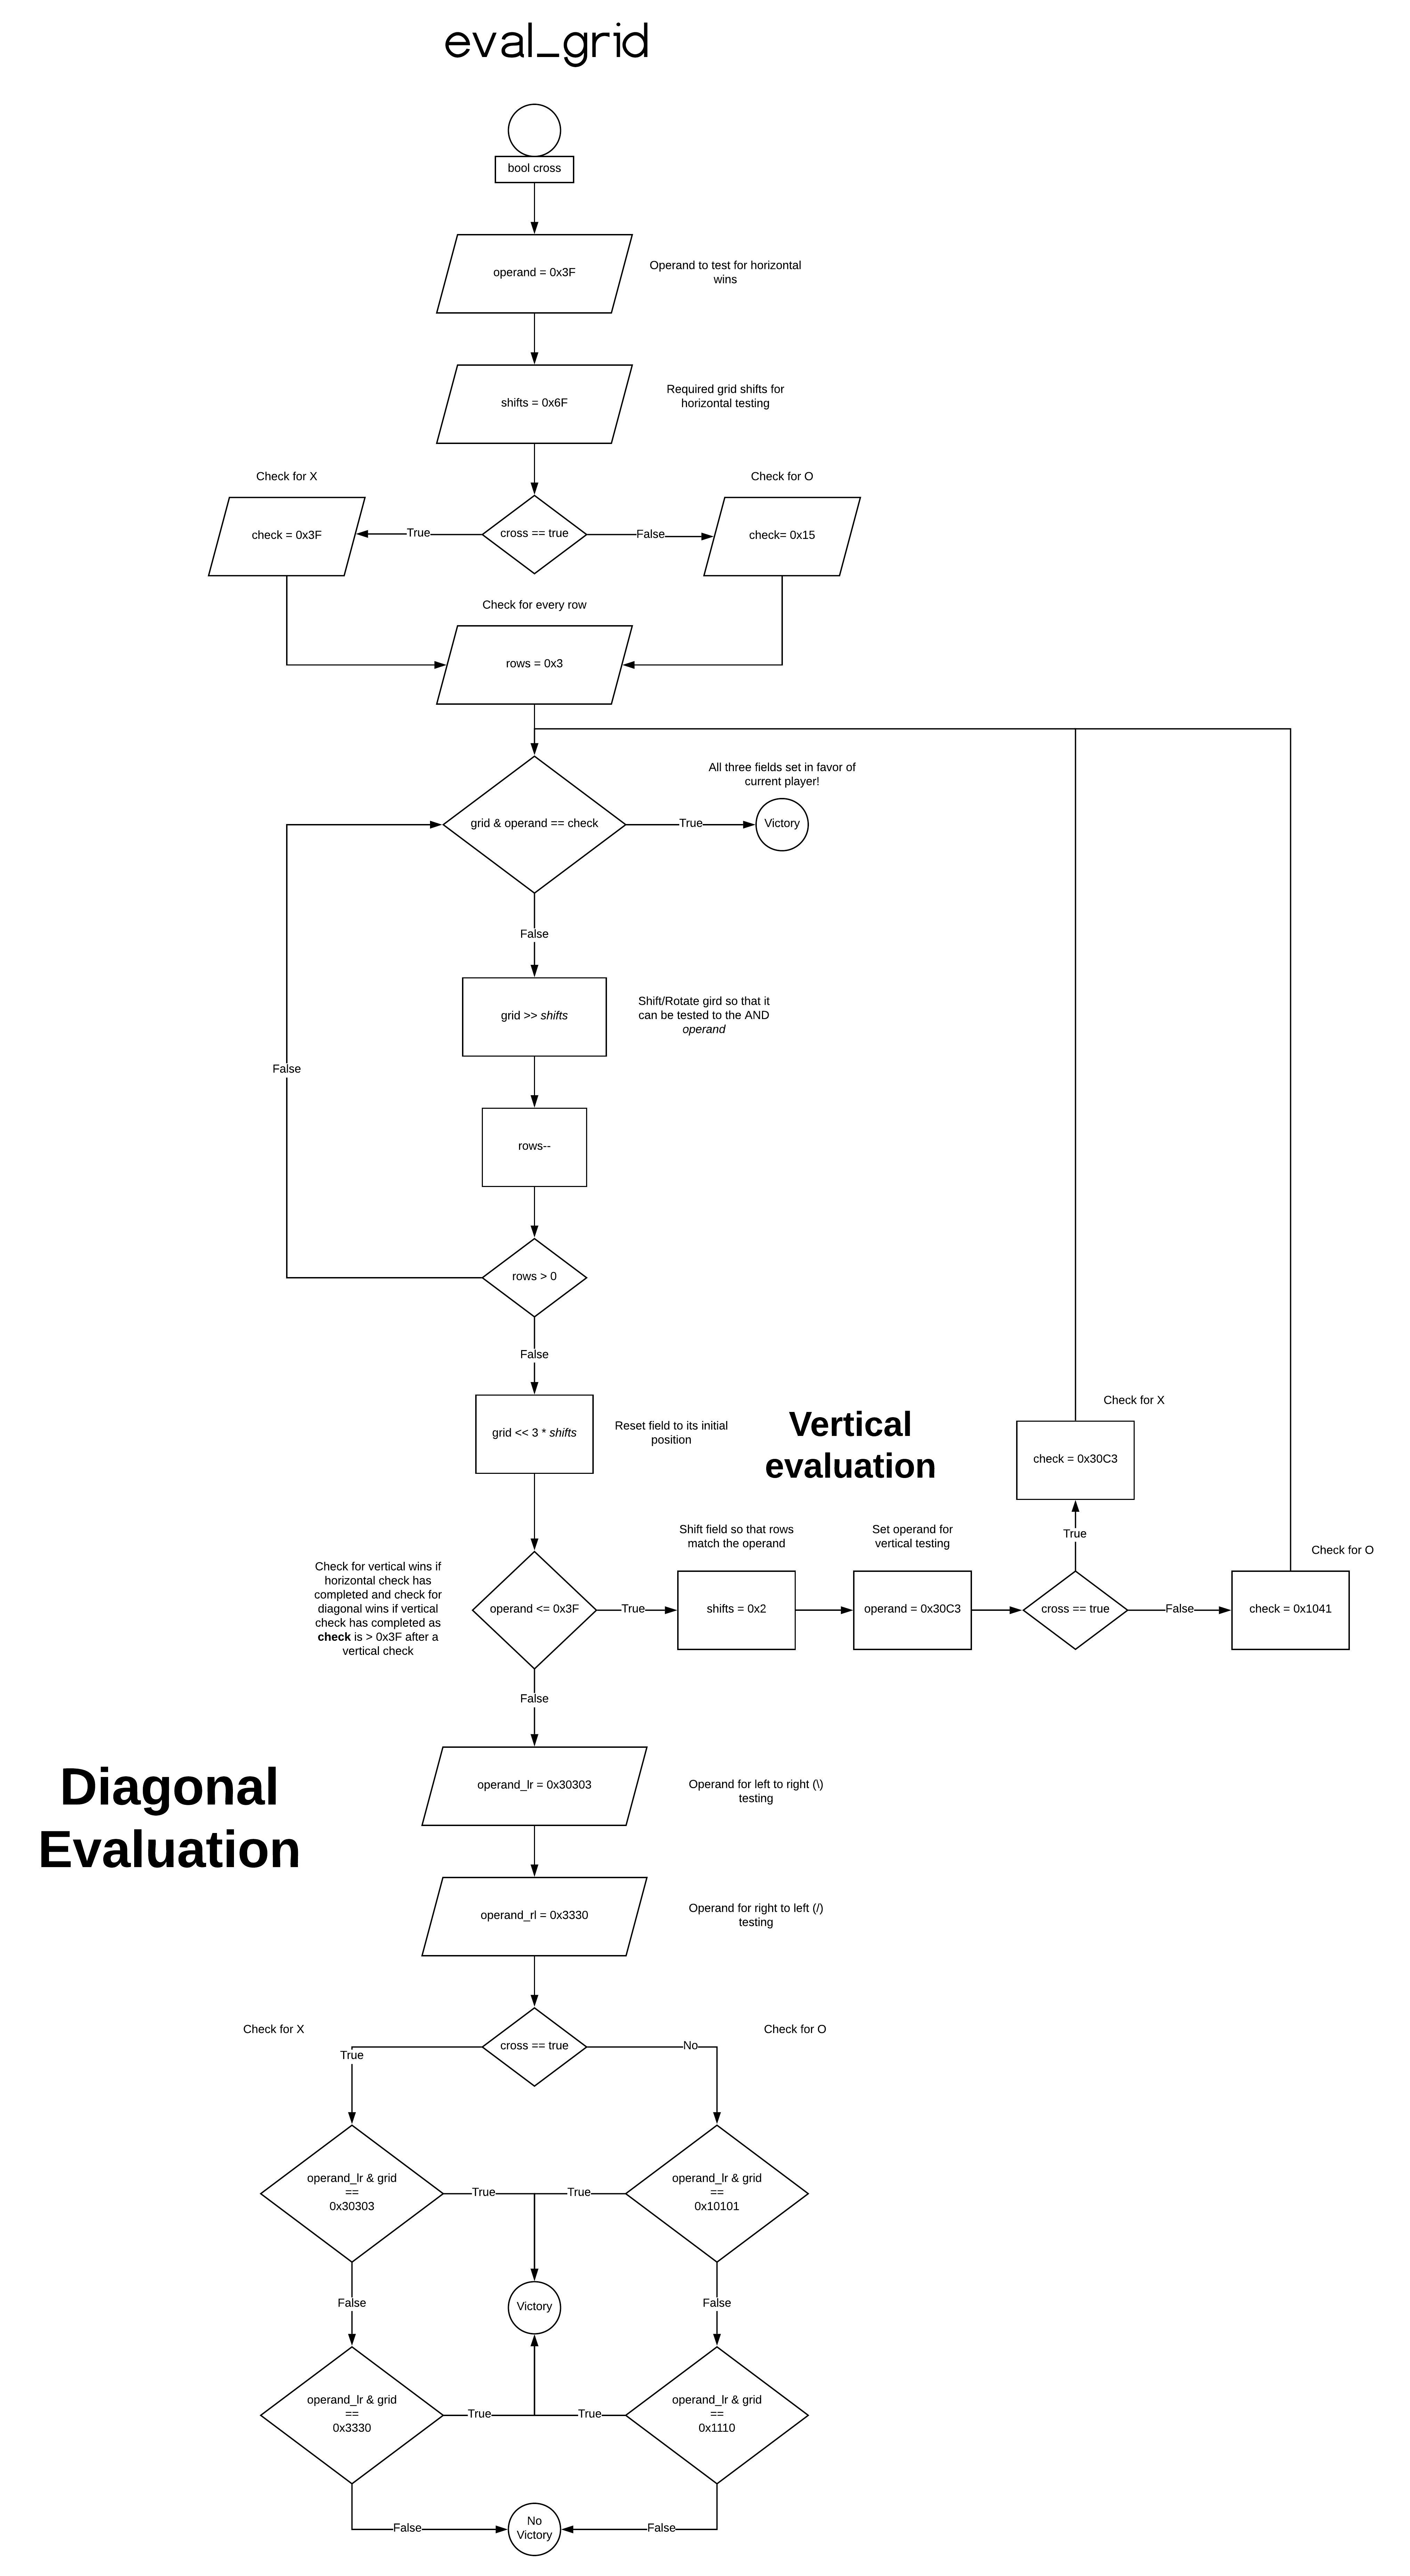 eval_grid
bool cross
operand = 0x3F
Operand to test for horizontal
wins
shifts = 0x6F
Required grid shifts for
horizontal testing
Check for X
Check for O
check = 0x3F
True
cross == true
False
check= 0x15
Check for every row
rows = 0x3
All three fields set in favor of
current player!
grid & operand == check
True
Victory
False
grid >> shifts
Shift/Rotate gird so that it
can be tested to the AND
operand
False
rows--
rows > 0
False
grid << 3 * shifts
Reset field to its initial
position
Vertical
evaluation
Check for X
check = 0x30C3
True
Check for vertical wins if
horizontal check has
completed and check for
diagonal wins if vertical
check has completed as
check is > 0x3F after a
vertical check
operand <= 0x3F
True
Shift field so that rows
match the operand
shifts = 0x2
Set operand for
vertical testing
operand = 0x30C3
cross == true
False
Check for O
check = 0x1041
False
Diagonal
Evaluation
operand_lr = 0x30303
Operand for left to right (\)
testing
operand_rl = 0x3330
Operand for right to left (/)
testing
Check for X
Check for O
True
cross == true
No
operand_lr & grid
==
0x30303
True
True
operand_lr & grid
==
0x10101
False
Victory
False
operand_lr & grid
==
0x3330
True
True
operand_lr & grid
==
0x1110
False
No
Victory
False